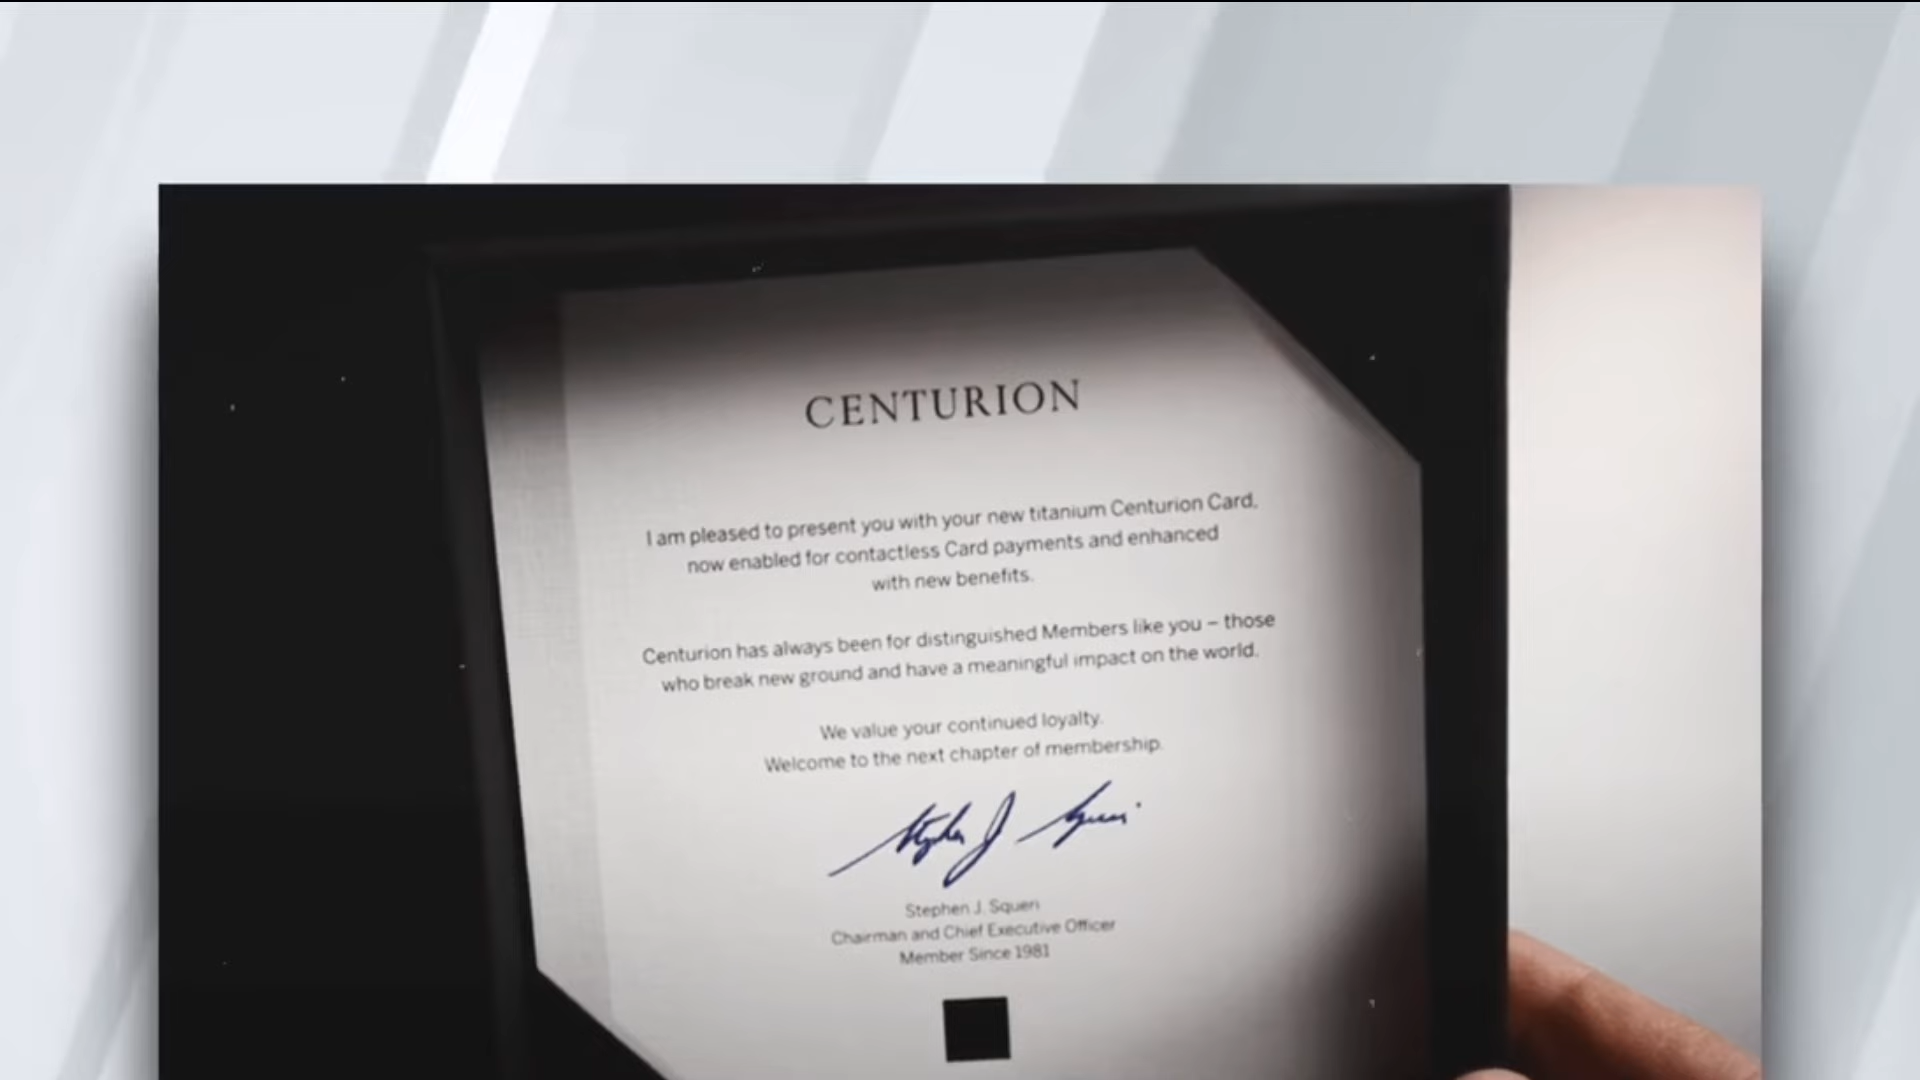 CENTURION
I am pleased to present you with your new titanium Centurion Card,
now enabled for contactless Card payments and enhanced
with new benefits.
Centurion has always been for distinguished Members like you – those
who break new ground and have a meaningful impact on the world.
We value your continued loyalty.
Welcome to the next chapter of membership.
Stephen J. Squeri
Stephen J. Squeri
Chairman and Chief Executive Officer
Member Since 1981